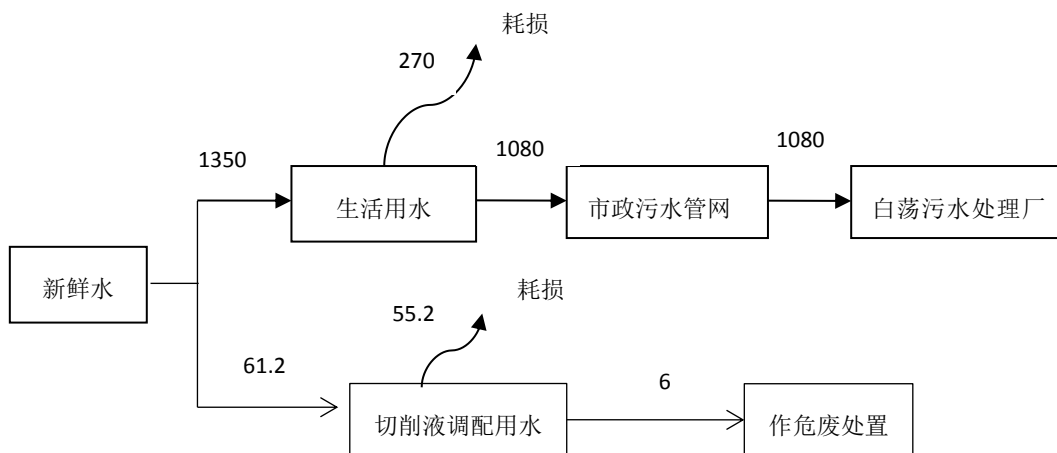 耗损
270
1350
1080
1080
生活用水
市政污水管网
白荡污水处理厂
新鲜水
耗损
55.2
61.2
6
切削液调配用水
作危废处置